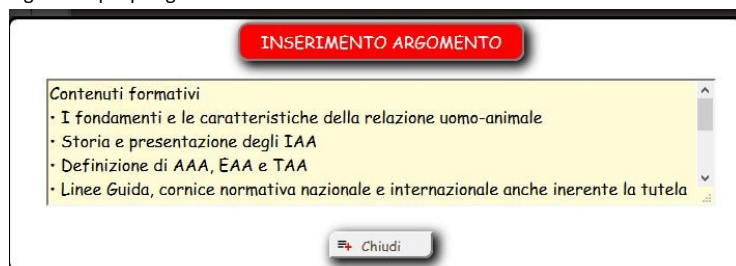 INSERIMENTO ARGOMENTO
Contenuti formativi
· I fondamenti e le caratteristiche della relazione uomo-animale
· Storia e presentazione degli IAA
· Definizione di AAA, EAA e TAA
· Linee Guida, cornice normativa nazionale e internazionale anche inerente la tutela
Chiudi